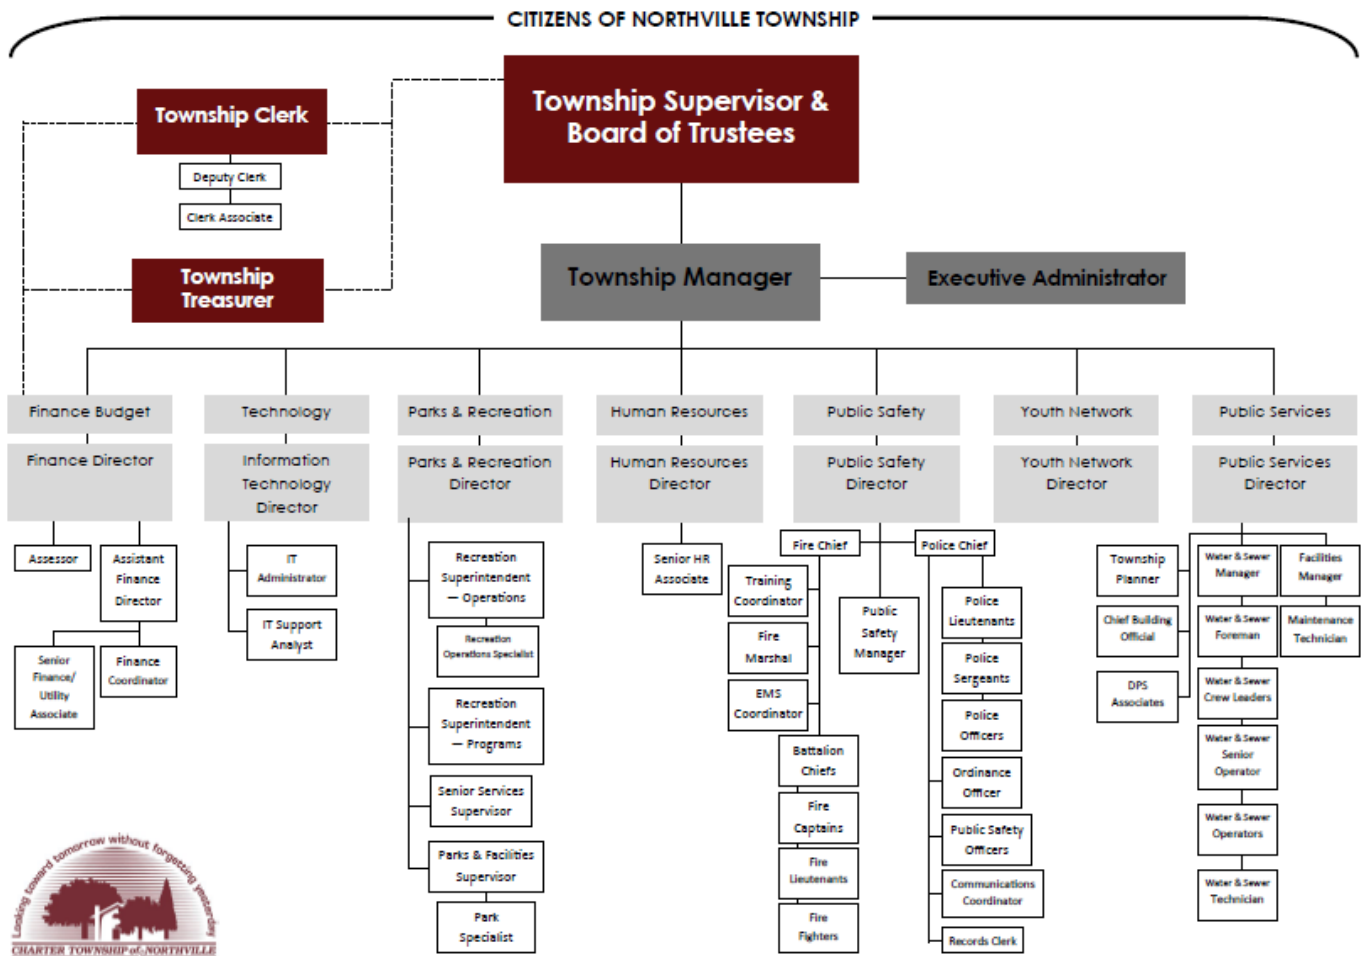 CITIZENS OF NORTHVILLE TOWNSHIP
Township Supervisor &
Board of Trustees
Township Clerk
Deputy Clerk
Clerk Associate
Township
Treasurer
Township Manager
Executive Administrator
Finance Budget
Finance Director
Assessor
Assistant
Finance
Director
Senior
Finance/
Utility
Associate
Finance
Coordinator
Technology
Information
Technology
Director
IT
Administrator
IT Support
Analyst
Parks & Recreation
Parks & Recreation
Director
Recreation
Superintendent
— Operations
Recreation
Operations Specialist
Recreation
Superintendent
— Programs
Senior Services
Supervisor
Parks & Facilities
Supervisor
Park
Specialist
Human Resources
Human Resources
Director
Senior HR
Associate
Public Safety
Public Safety
Director
Fire Chief
Training
Coordinator
Fire
Marshal
EMS
Coordinator
Battalion
Chiefs
Fire
Captains
Fire
Lieutenants
Fire
Fighters
Public
Safety
Manager
Police Chief
Police
Lieutenants
Police
Sergeants
Police
Officers
Ordinance
Officer
Public Safety
Officers
Communications
Coordinator
Records Clerk
Youth Network
Youth Network
Director
Public Services
Public Services
Director
Township
Planner
Chief Building
Official
DPS
Associates
Water & Sewer
Manager
Water & Sewer
Foreman
Water & Sewer
Crew Leaders
Water & Sewer
Senior
Operator
Water & Sewer
Operators
Water & Sewer
Technician
Facilities
Manager
Maintenance
Technician
Looking toward tomorrow without forgetting yesterday
CHARTER TOWNSHIP of NORTHVILLE